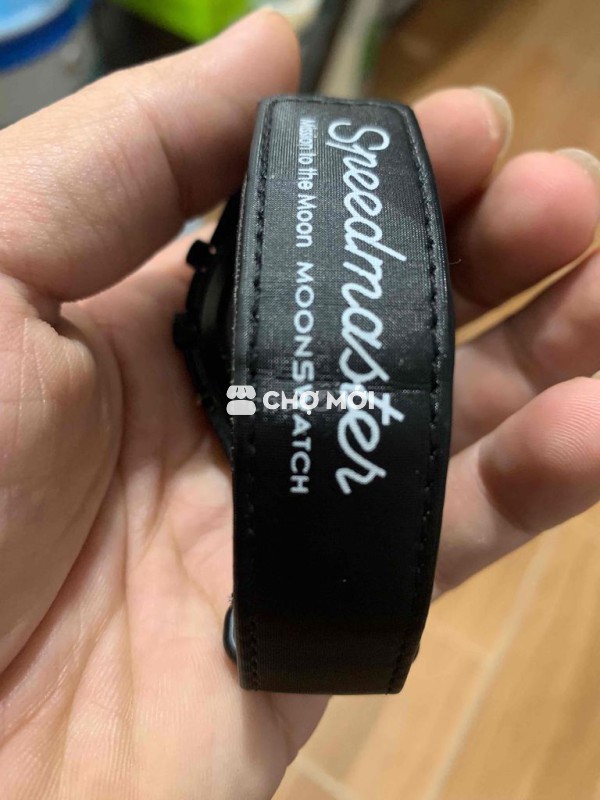 Speedmaster
Mission to the Moon MOONSWATCH
CHỢ MỚI